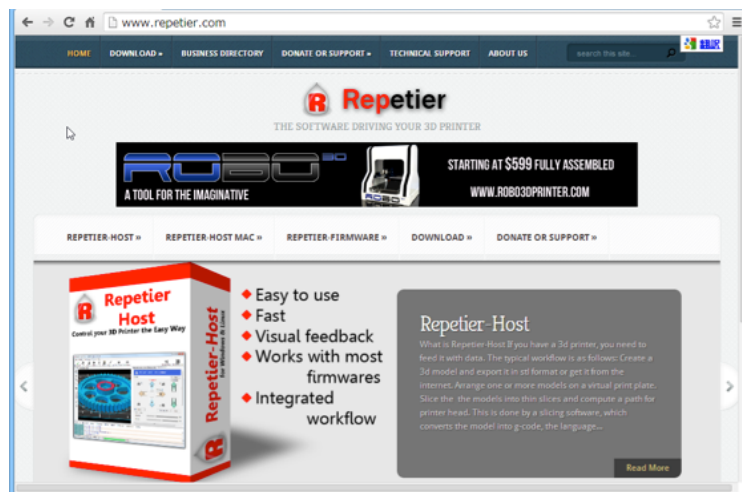 www.repetier.com
HOME DOWNLOAD » BUSINESS DIRECTORY DONATE OR SUPPORT » TECHNICAL SUPPORT ABOUT US search this site...
翻訳
Repetier
THE SOFTWARE DRIVING YOUR 3D PRINTER
ROBO 3D
A TOOL FOR THE IMAGINATIVE
STARTING AT $599 FULLY ASSEMBLED
WWW.ROBO3DPRINTER.COM
REPETIER-HOST » REPETIER-HOST MAC » REPETIER-FIRMWARE » DOWNLOAD » DONATE OR SUPPORT »
R Repetier
Host
Control your 3D Printer the Easy Way
Repetier-Host
for Windows & Linux
R
Easy to use
Fast
Visual feedback
Works with most
firmwares
Integrated
workflow
Repetier-Host
What is Repetier-Host If you have a 3d printer, you need to
feed it with data. The typical workflow is as follows: Create a
3d model and export it in stl format or get it from the
internet. Arrange one or more models on a virtual print plate.
Slice the the models into thin slices and compute a path for
printer head. This is done by a slicing software, which
converts the model into g-code, the language...
Read More